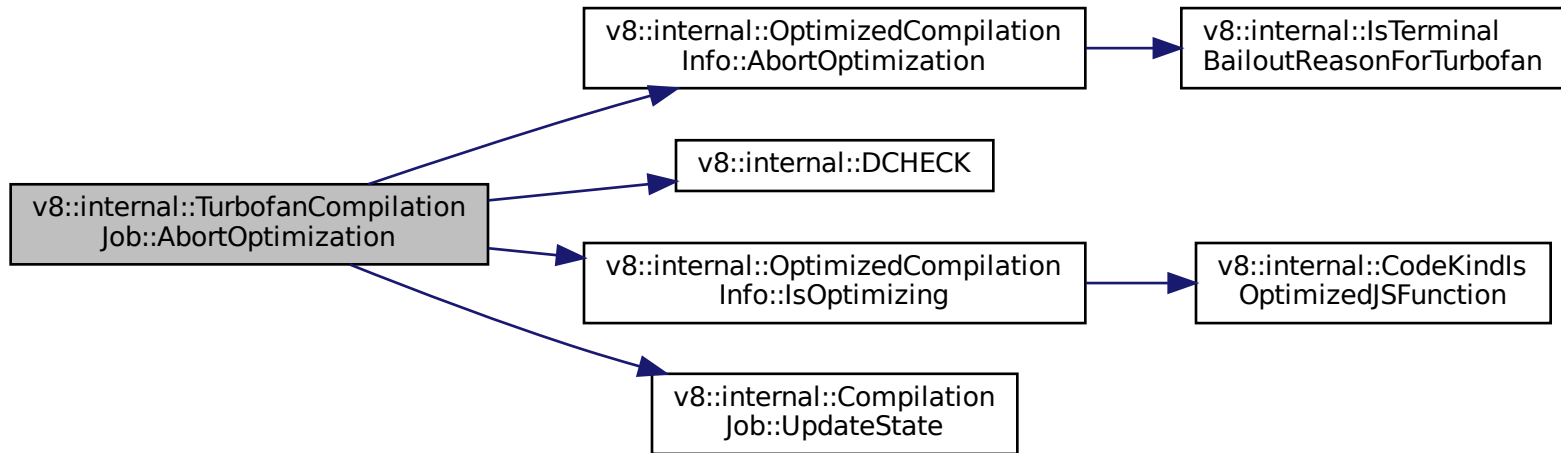 v8::internal::OptimizedCompilation
Info::AbortOptimization
v8::internal::IsTerminal
BailoutReasonForTurbofan
v8::internal::DCHECK
v8::internal::TurbofanCompilation
Job::AbortOptimization
v8::internal::OptimizedCompilation
Info::IsOptimizing
v8::internal::CodeKindIs
OptimizedJSFunction
v8::internal::Compilation
Job::UpdateState